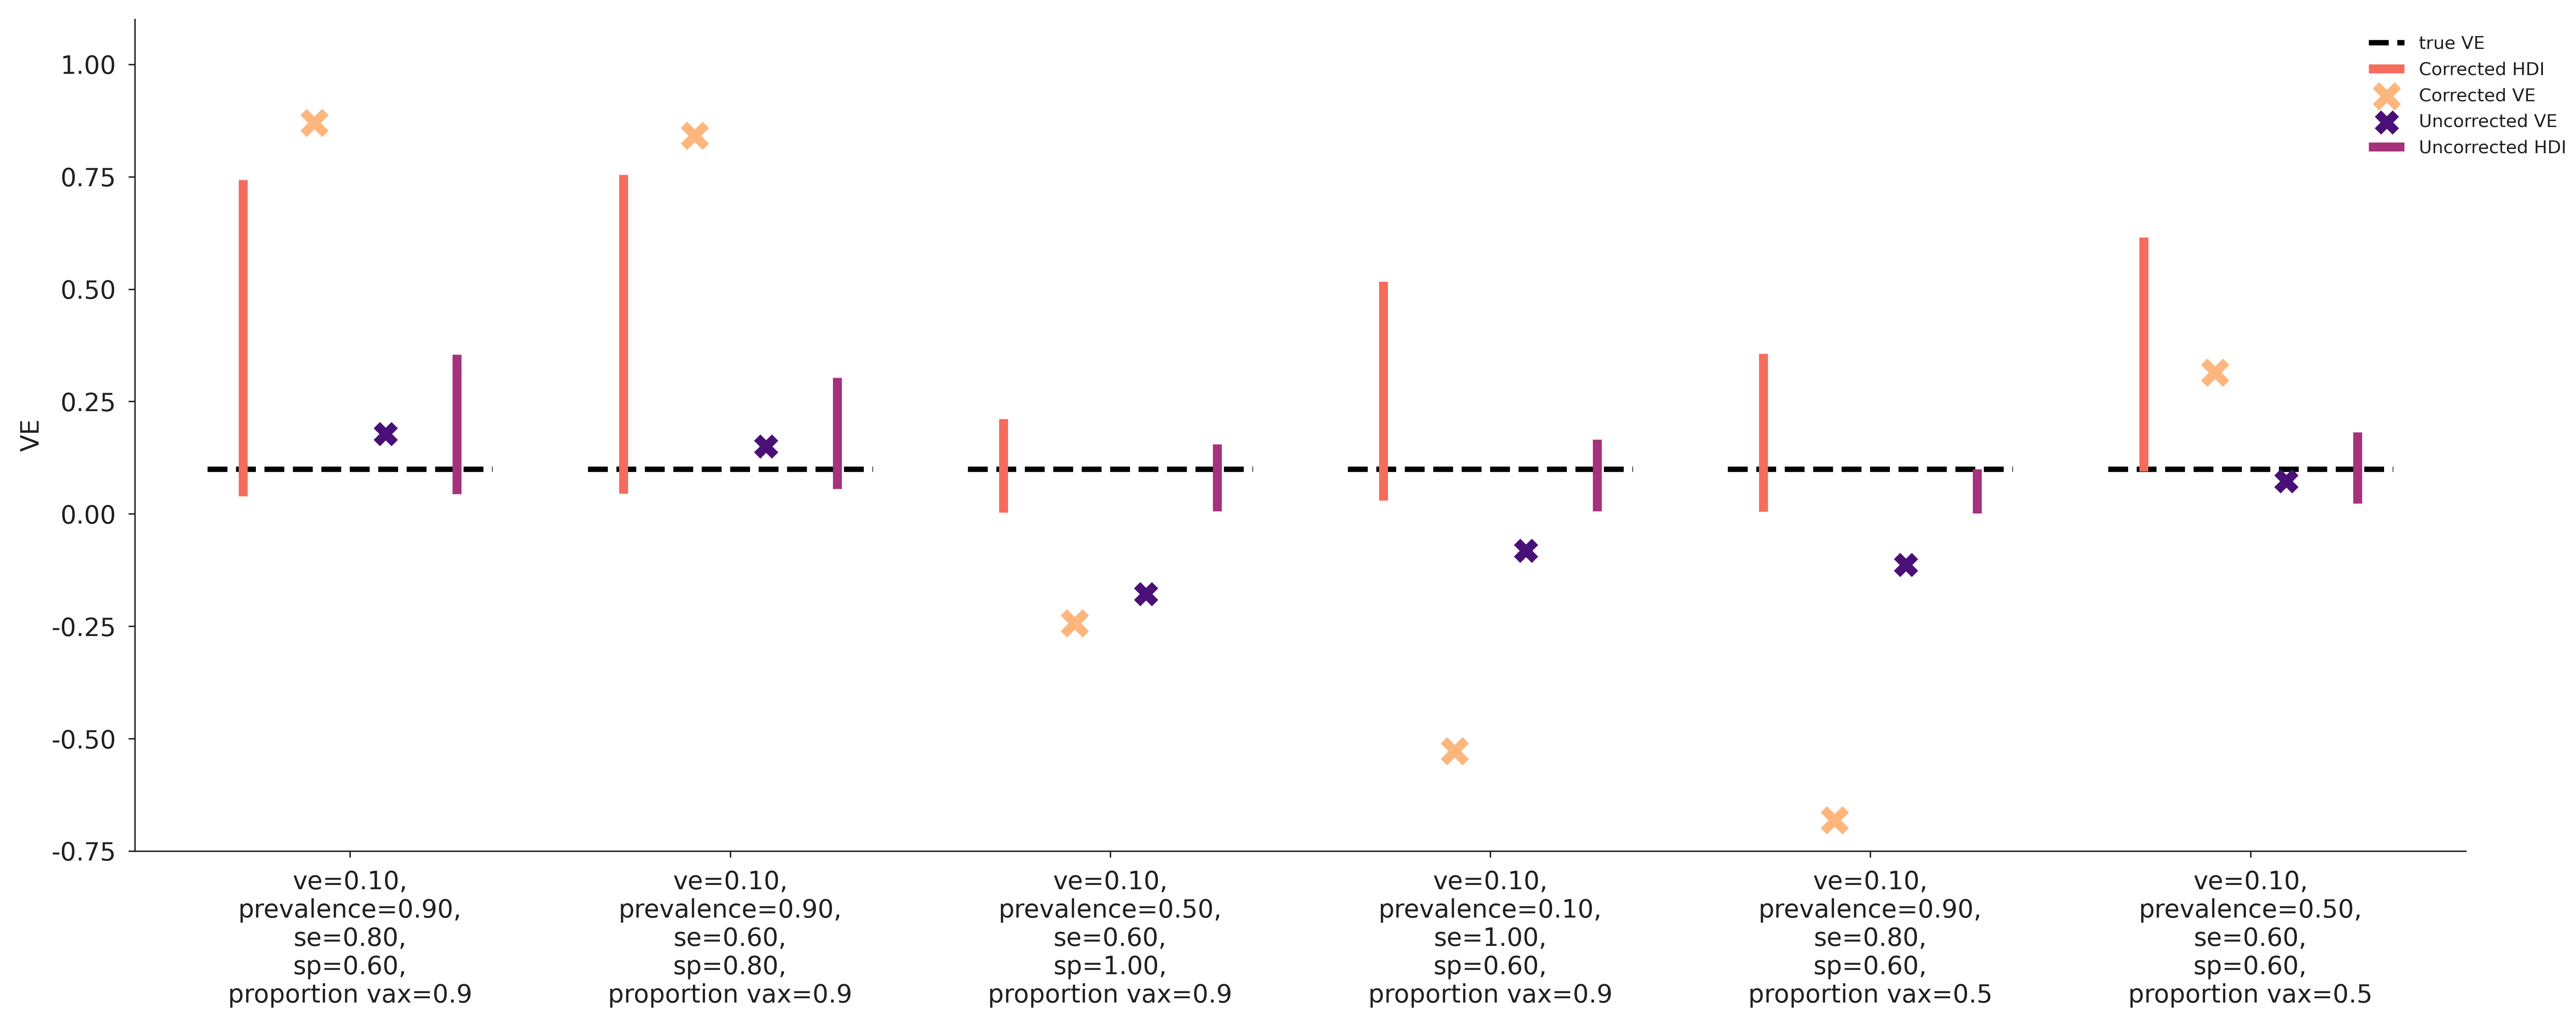 true VE
Corrected HDI
Corrected VE
Uncorrected VE
Uncorrected HDI
VE
1.00
0.75
0.50
0.25
0.00
-0.25
-0.50
-0.75
ve=0.10,
prevalence=0.90,
se=0.80,
sp=0.60,
proportion vax=0.9
ve=0.10,
prevalence=0.90,
se=0.60,
sp=0.80,
proportion vax=0.9
ve=0.10,
prevalence=0.50,
se=0.60,
sp=1.00,
proportion vax=0.9
ve=0.10,
prevalence=0.10,
se=1.00,
sp=0.60,
proportion vax=0.9
ve=0.10,
prevalence=0.90,
se=0.80,
sp=0.60,
proportion vax=0.5
ve=0.10,
prevalence=0.50,
se=0.60,
sp=0.60,
proportion vax=0.5